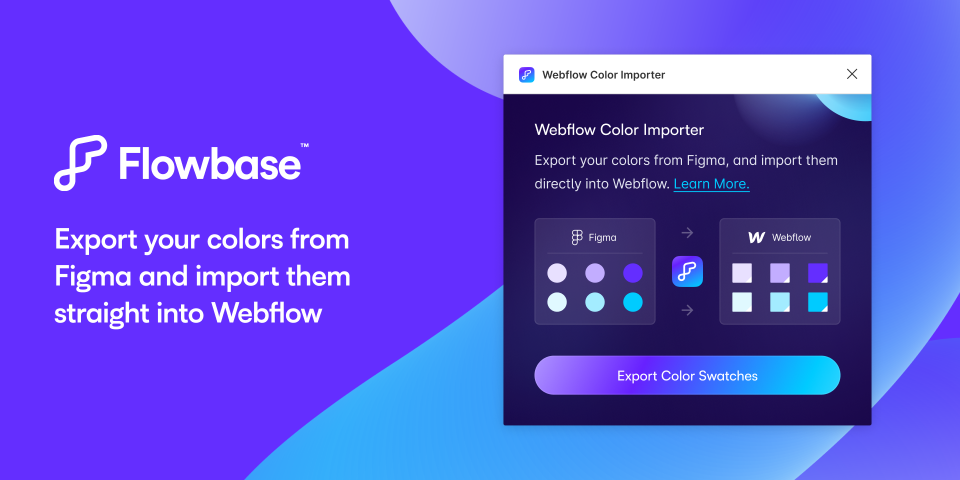 Flowbase™
Export your colors from
Figma and import them
straight into Webflow
Webflow Color Importer
Webflow Color Importer
Export your colors from Figma, and import them
directly into Webflow. Learn More.
Figma
Webflow
Export Color Swatches